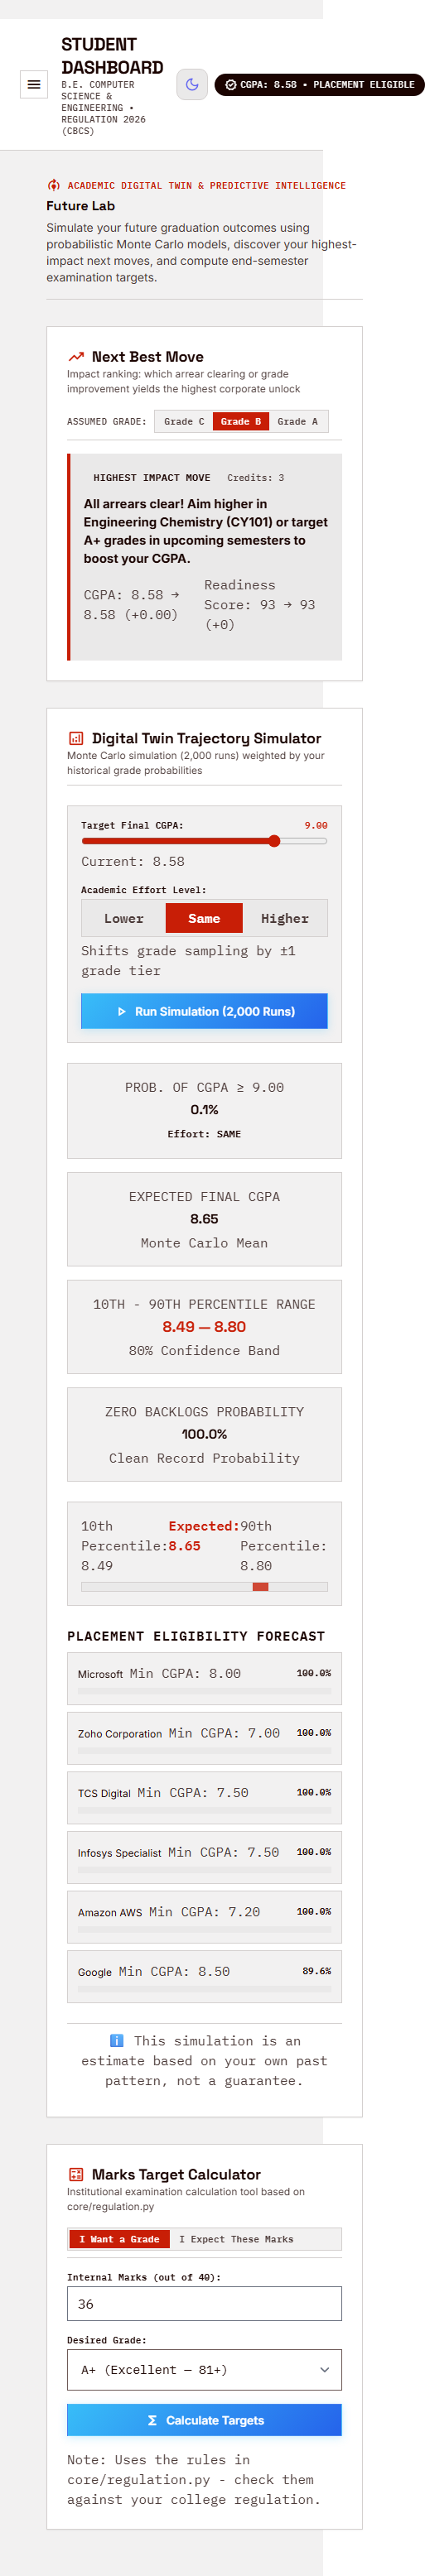 STUDENT
DASHBOARD
B.E. COMPUTER
SCIENCE &
ENGINEERING •
REGULATION 2026
(CBCS)
CGPA: 8.58 • PLACEMENT ELIGIBLE
ACADEMIC DIGITAL TWIN & PREDICTIVE INTELLIGENCE
Future Lab
Simulate your future graduation outcomes using
probabilistic Monte Carlo models, discover your highest-
impact next moves, and compute end-semester
examination targets.
Next Best Move
Impact ranking: which arrear clearing or grade
improvement yields the highest corporate unlock
ASSUMED GRADE: Grade C Grade B Grade A
HIGHEST IMPACT MOVE Credits: 3
All arrears clear! Aim higher in
Engineering Chemistry (CY101) or target
A+ grades in upcoming semesters to
boost your CGPA.
CGPA: 8.58 →
8.58 (+0.00)
Readiness
Score: 93 → 93
(+0)
Digital Twin Trajectory Simulator
Monte Carlo simulation (2,000 runs) weighted by your
historical grade probabilities
Target Final CGPA: 9.00
Current: 8.58
Academic Effort Level:
Lower Same Higher
Shifts grade sampling by ±1
grade tier
Run Simulation (2,000 Runs)
PROB. OF CGPA ≥ 9.00
0.1%
Effort: SAME
EXPECTED FINAL CGPA
8.65
Monte Carlo Mean
10TH - 90TH PERCENTILE RANGE
8.49 — 8.80
80% Confidence Band
ZERO BACKLOGS PROBABILITY
100.0%
Clean Record Probability
10th
Percentile:
8.49
Expected:
8.65
90th
Percentile:
8.80
PLACEMENT ELIGIBILITY FORECAST
Microsoft Min CGPA: 8.00 100.0%
Zoho Corporation Min CGPA: 7.00 100.0%
TCS Digital Min CGPA: 7.50 100.0%
Infosys Specialist Min CGPA: 7.50 100.0%
Amazon AWS Min CGPA: 7.20 100.0%
Google Min CGPA: 8.50 89.6%
ℹ️ This simulation is an
estimate based on your own past
pattern, not a guarantee.
Marks Target Calculator
Institutional examination calculation tool based on
core/regulation.py
I Want a Grade I Expect These Marks
Internal Marks (out of 40):
36
Desired Grade:
A+ (Excellent — 81+)
Calculate Targets
Note: Uses the rules in
core/regulation.py - check them
against your college regulation.